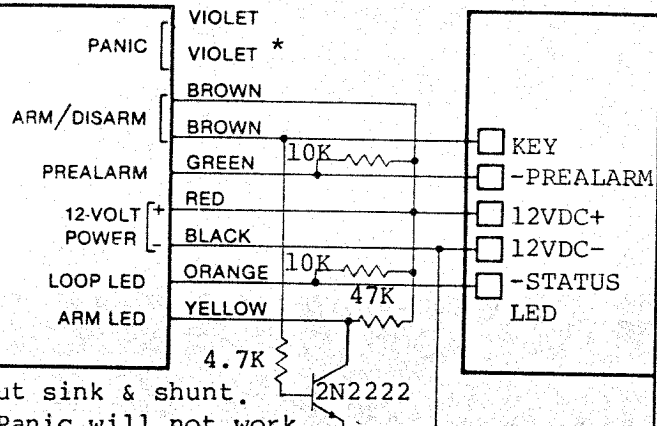 VIOLET
PANIC
VIOLET *
BROWN
ARM/DISARM
BROWN
10K
KEY
PREALARM
GREEN
-PREALARM
12-VOLT
POWER
+
-
RED
12VDC+
BLACK
12VDC-
LOOP LED
ORANGE
10K
-STATUS
LED
47K
ARM LED
YELLOW
4.7K
2N2222
ut sink & shunt.
Panic will not work